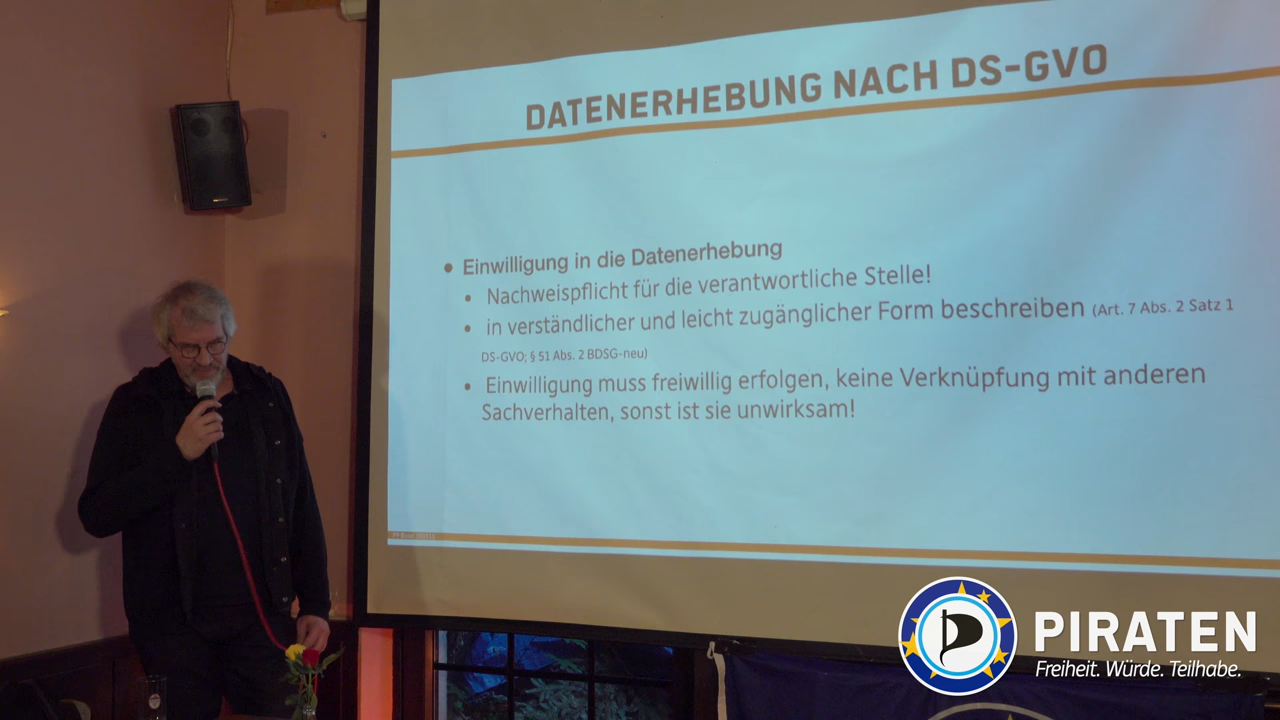 DATENERHEBUNG NACH DS-GVO
● Einwilligung in die Datenerhebung
• Nachweispflicht für die verantwortliche Stelle!
• in verständlicher und leicht zugänglicher Form beschreiben (Art. 7 Abs. 2 Satz 1
DS-GVO; § 51 Abs. 2 BDSG-neu)
• Einwilligung muss freiwillig erfolgen, keine Verknüpfung mit anderen
Sachverhalten, sonst ist sie unwirksam!
PIRATEN
Freiheit. Würde. Teilhabe.